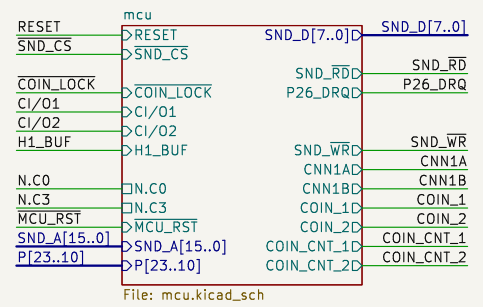 mcu
RESET RESET SND_D[7..0] SND_D[7..0]
SND_CS SND_CS
SND_RD SND_RD
COIN_LOCK COIN_LOCK P26_DRQ P26_DRQ
CI/O1 CI/O1
CI/O2 CI/O2
H1_BUF H1_BUF SND_WR SND_WR
CNN1A CNN1A
N.C0 N.C0 CNN1B CNN1B
N.C3 N.C3 COIN_1 COIN_1
MCU_RST MCU_RST COIN_2 COIN_2
SND_A[15..0] SND_A[15..0] COIN_CNT_1 COIN_CNT_1
P[23..10] P[23..10] COIN_CNT_2 COIN_CNT_2
File: mcu.kicad_sch